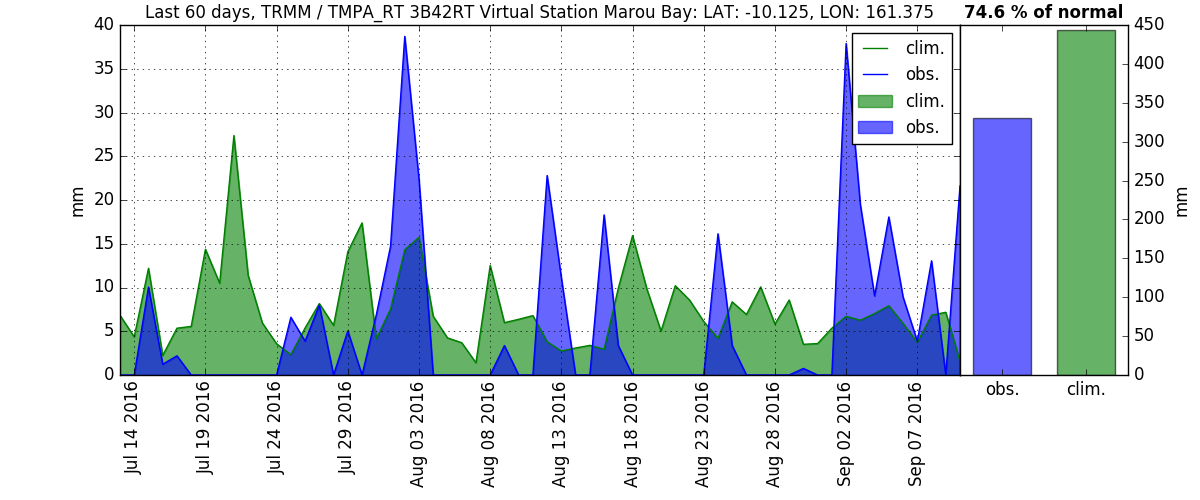 Last 60 days, TRMM / TMPA_RT 3B42RT Virtual Station Marou Bay: LAT: -10.125, LON: 161.375
74.6 % of normal
40
35
30
25
20
15
10
5
0
mm
clim.
obs.
clim.
obs.
450
400
350
300
250
200
150
100
50
0
mm
Jul 14 2016
Jul 19 2016
Jul 24 2016
Jul 29 2016
Aug 03 2016
Aug 08 2016
Aug 13 2016
Aug 18 2016
Aug 23 2016
Aug 28 2016
Sep 02 2016
Sep 07 2016
obs.
clim.